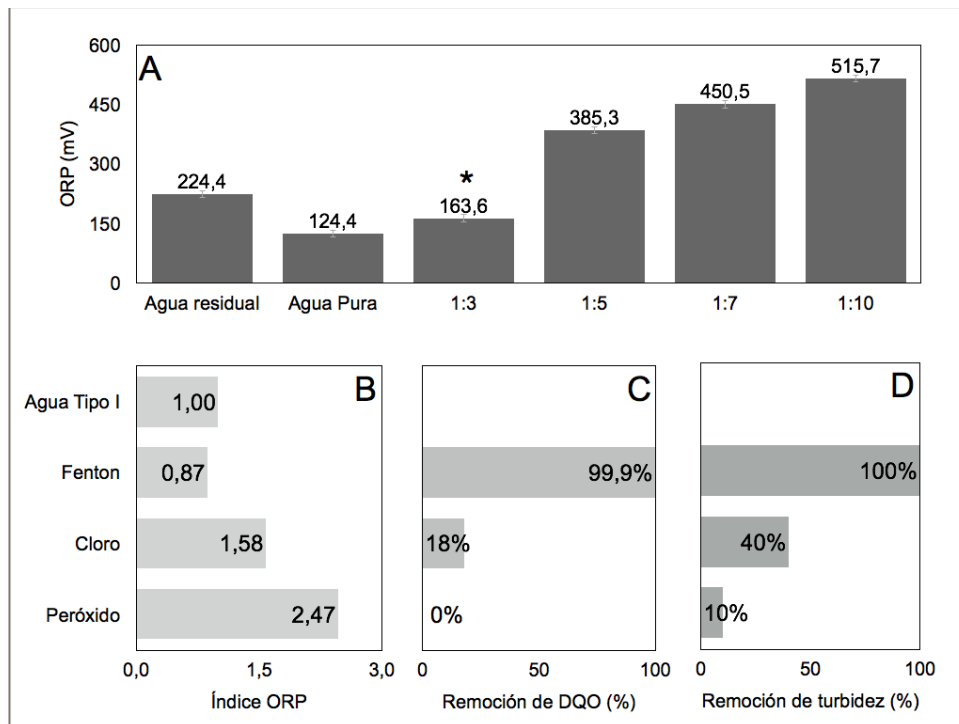 A
ORP (mV)
600
450
300
150
0
224,4
124,4
*
163,6
385,3
450,5
515,7
Agua residual
Agua Pura
1:3
1:5
1:7
1:10
B
Agua Tipo I
1,00
Fenton
0,87
Cloro
1,58
Peróxido
2,47
0,0
1,5
3,0
Índice ORP
C
99,9%
18%
0%
0
50
100
Remoción de DQO (%)
D
100%
40%
10%
0
50
100
Remoción de turbidez (%)